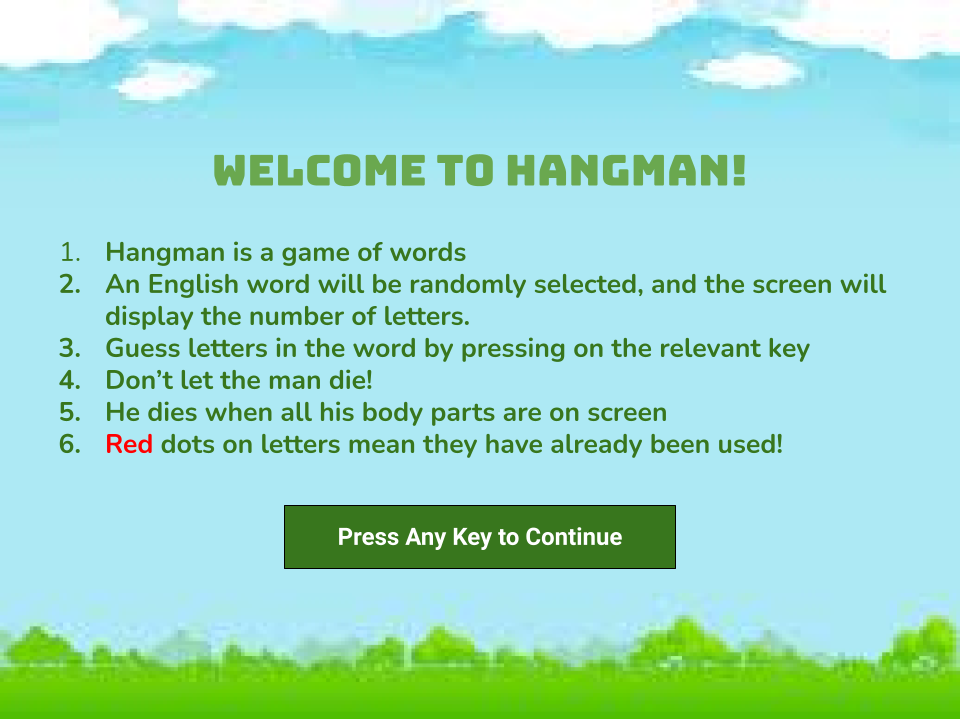 WELCOME TO HANGMAN!
1. Hangman is a game of words
2. An English word will be randomly selected, and the screen will
display the number of letters.
3. Guess letters in the word by pressing on the relevant key
4. Don’t let the man die!
5. He dies when all his body parts are on screen
6. Red dots on letters mean they have already been used!
Press Any Key to Continue